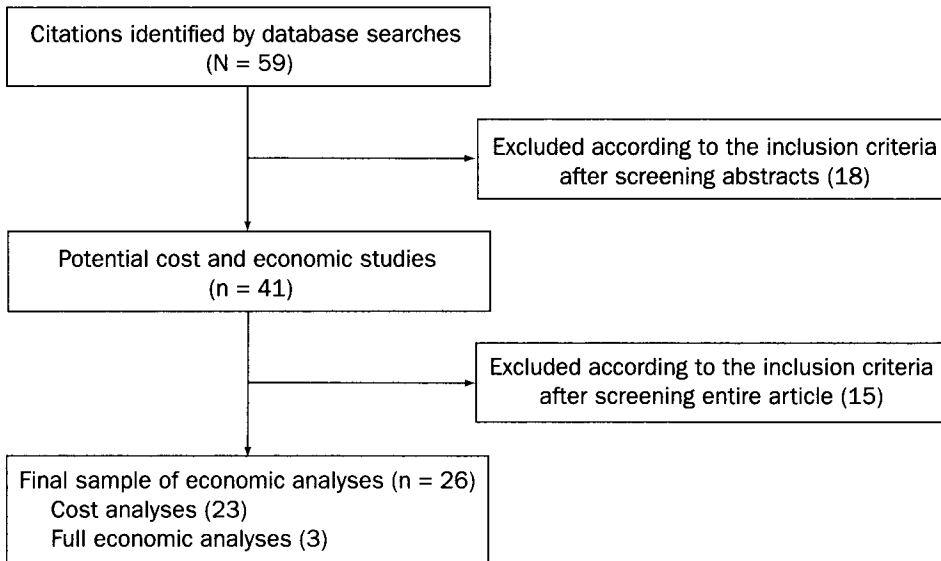 Citations identified by database searches
(N = 59)
Excluded according to the inclusion criteria
after screening abstracts (18)
Potential cost and economic studies
(n = 41)
Excluded according to the inclusion criteria
after screening entire article (15)
Final sample of economic analyses (n = 26)
Cost analyses (23)
Full economic analyses (3)